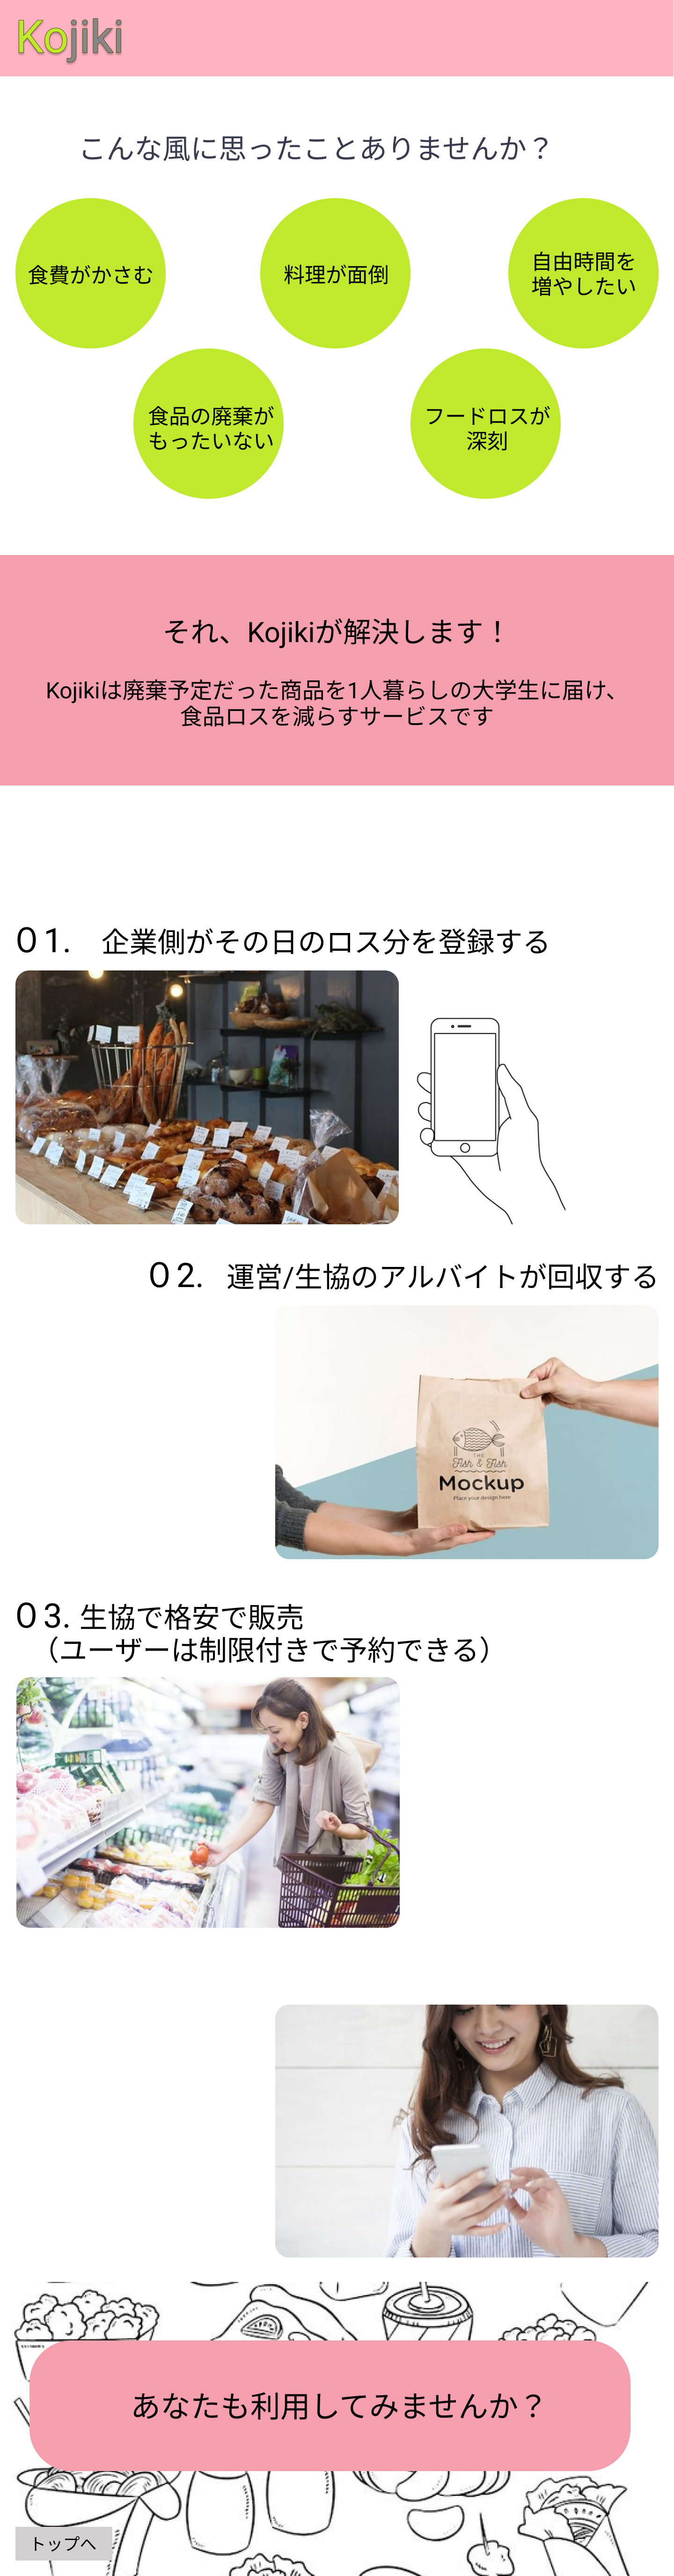 Kojiki
こんな風に思ったことありませんか？
食費がかさむ
料理が面倒
自由時間を
増やしたい
食品の廃棄が
もったいない
フードロスが
深刻
それ、Kojikiが解決します！
Kojikiは廃棄予定だった商品を1人暮らしの大学生に届け、
食品ロスを減らすサービスです
01. 企業側がその日のロス分を登録する
02. 運営/生協のアルバイトが回収する
THE
Fish & Fish
Mockup
Place your design here
03. 生協で格安で販売
（ユーザーは制限付きで予約できる）
あなたも利用してみませんか？
トップへ